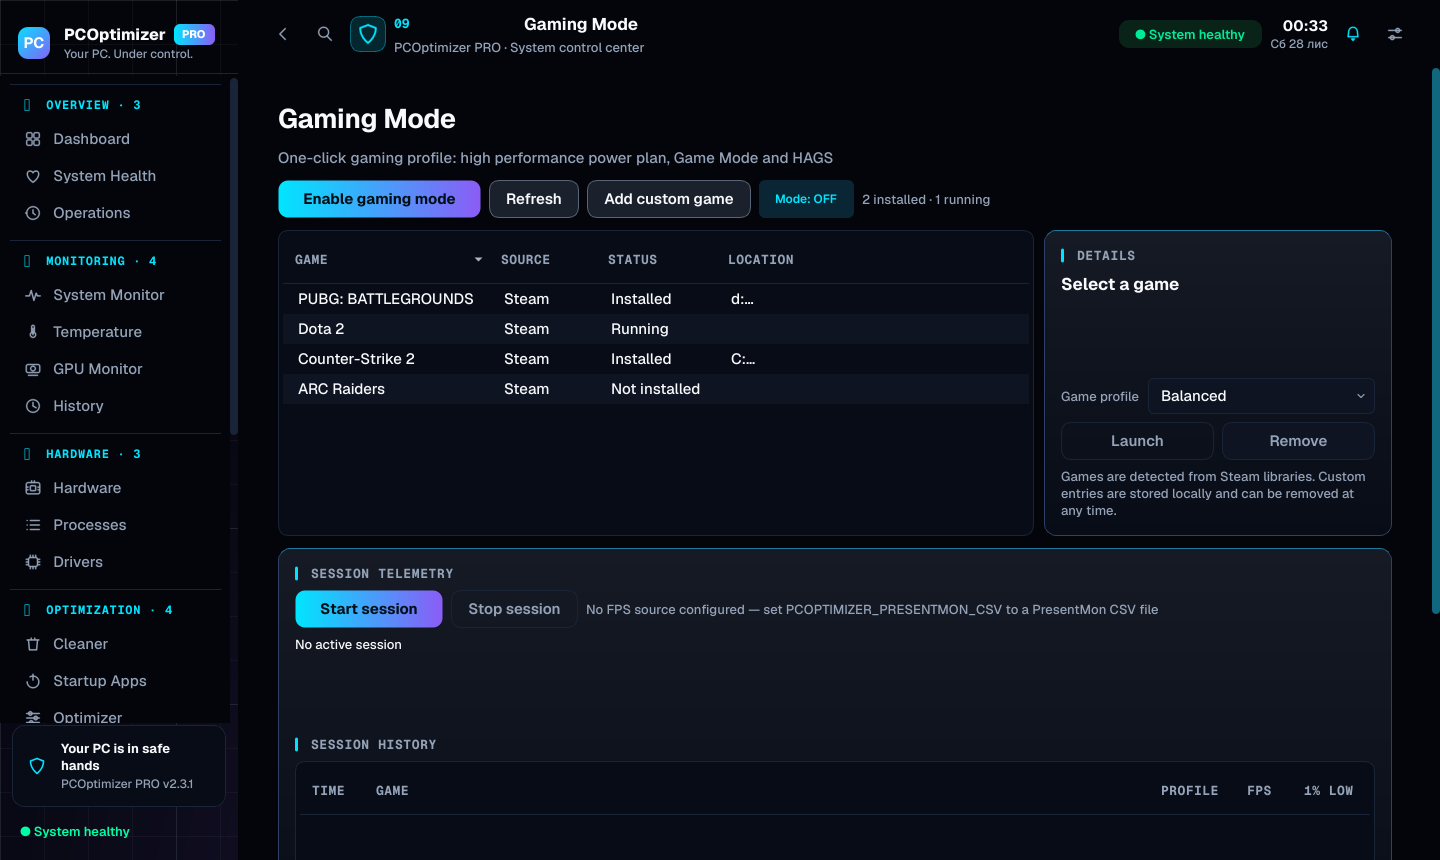 PC
PCOptimizer PRO
Your PC. Under control.
OVERVIEW · 3
Dashboard
System Health
Operations
MONITORING · 4
System Monitor
Temperature
GPU Monitor
History
HARDWARE · 3
Hardware
Processes
Drivers
OPTIMIZATION · 4
Cleaner
Startup Apps
Optimizer
Your PC is in safe
hands
PCOptimizer PRO v2.3.1
System healthy
09 Gaming Mode
PCOptimizer PRO · System control center
System healthy
00:33
Сб 28 лис
Gaming Mode
One-click gaming profile: high performance power plan, Game Mode and HAGS
Enable gaming mode Refresh Add custom game Mode: OFF 2 installed · 1 running
GAME SOURCE STATUS LOCATION
PUBG: BATTLEGROUNDS Steam Installed d:...
Dota 2 Steam Running
Counter-Strike 2 Steam Installed C:...
ARC Raiders Steam Not installed
DETAILS
Select a game
Game profile Balanced
Launch Remove
Games are detected from Steam libraries. Custom
entries are stored locally and can be removed at
any time.
SESSION TELEMETRY
Start session Stop session No FPS source configured — set PCOPTIMIZER_PRESENTMON_CSV to a PresentMon CSV file
No active session
SESSION HISTORY
TIME GAME PROFILE FPS 1% LOW